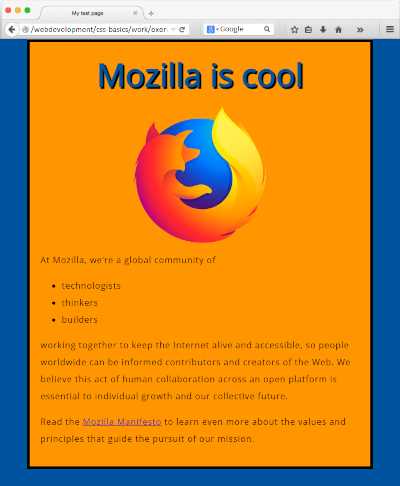 My test page
/webdevelopment/css-basics/work/exer
Google
Mozilla is cool
At Mozilla, we're a global community of
technologists
thinkers
builders
working together to keep the Internet alive and accessible, so people
worldwide can be informed contributors and creators of the Web. We
believe this act of human collaboration across an open platform is
essential to individual growth and our collective future.
Read the Mozilla Manifesto to learn even more about the values and
principles that guide the pursuit of our mission.